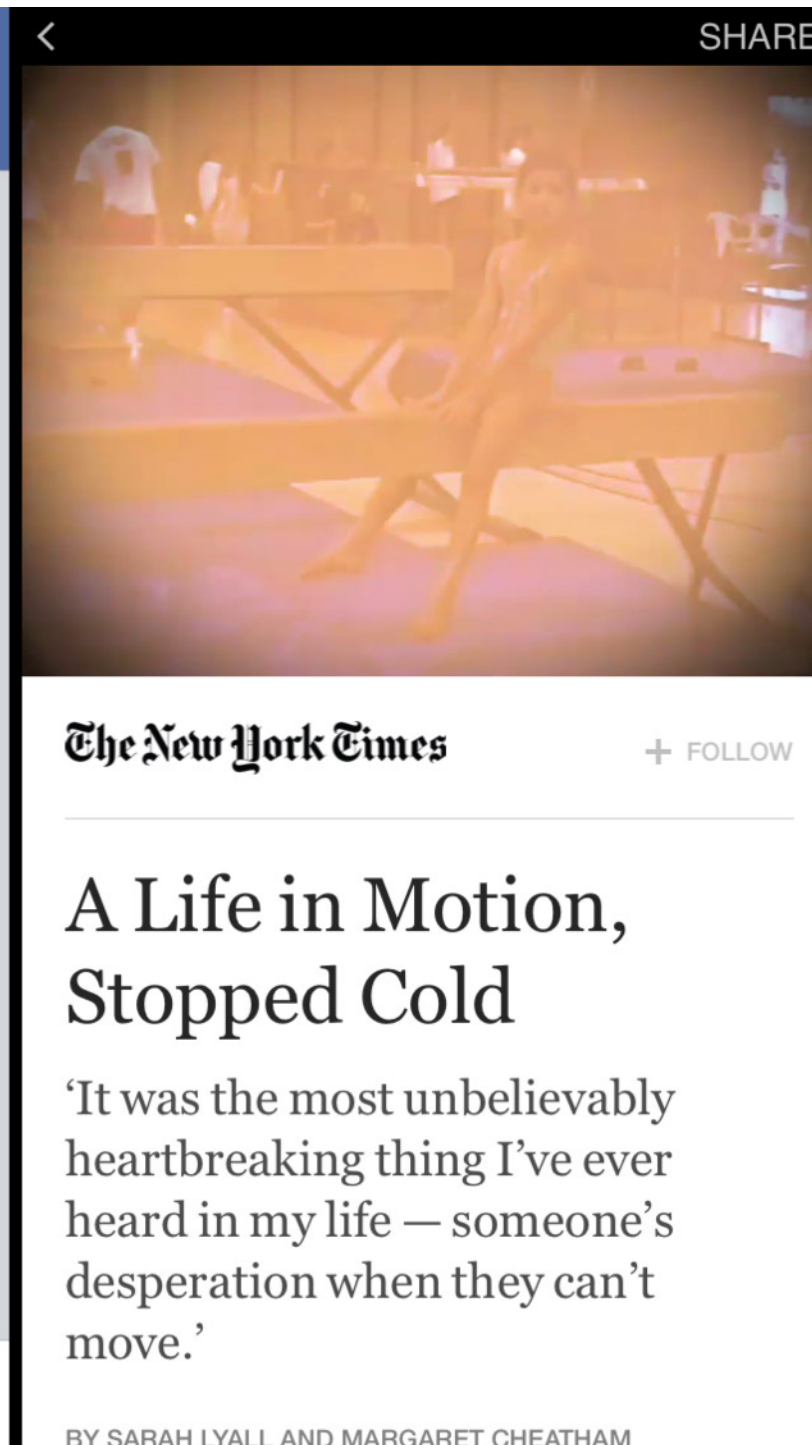 SHARE
The New York Times
+ FOLLOW
A Life in Motion,
Stopped Cold
‘It was the most unbelievably
heartbreaking thing I’ve ever
heard in my life — someone’s
desperation when they can’t
move.’
BY SARAH LYALL AND MARGARET CHEATHAM